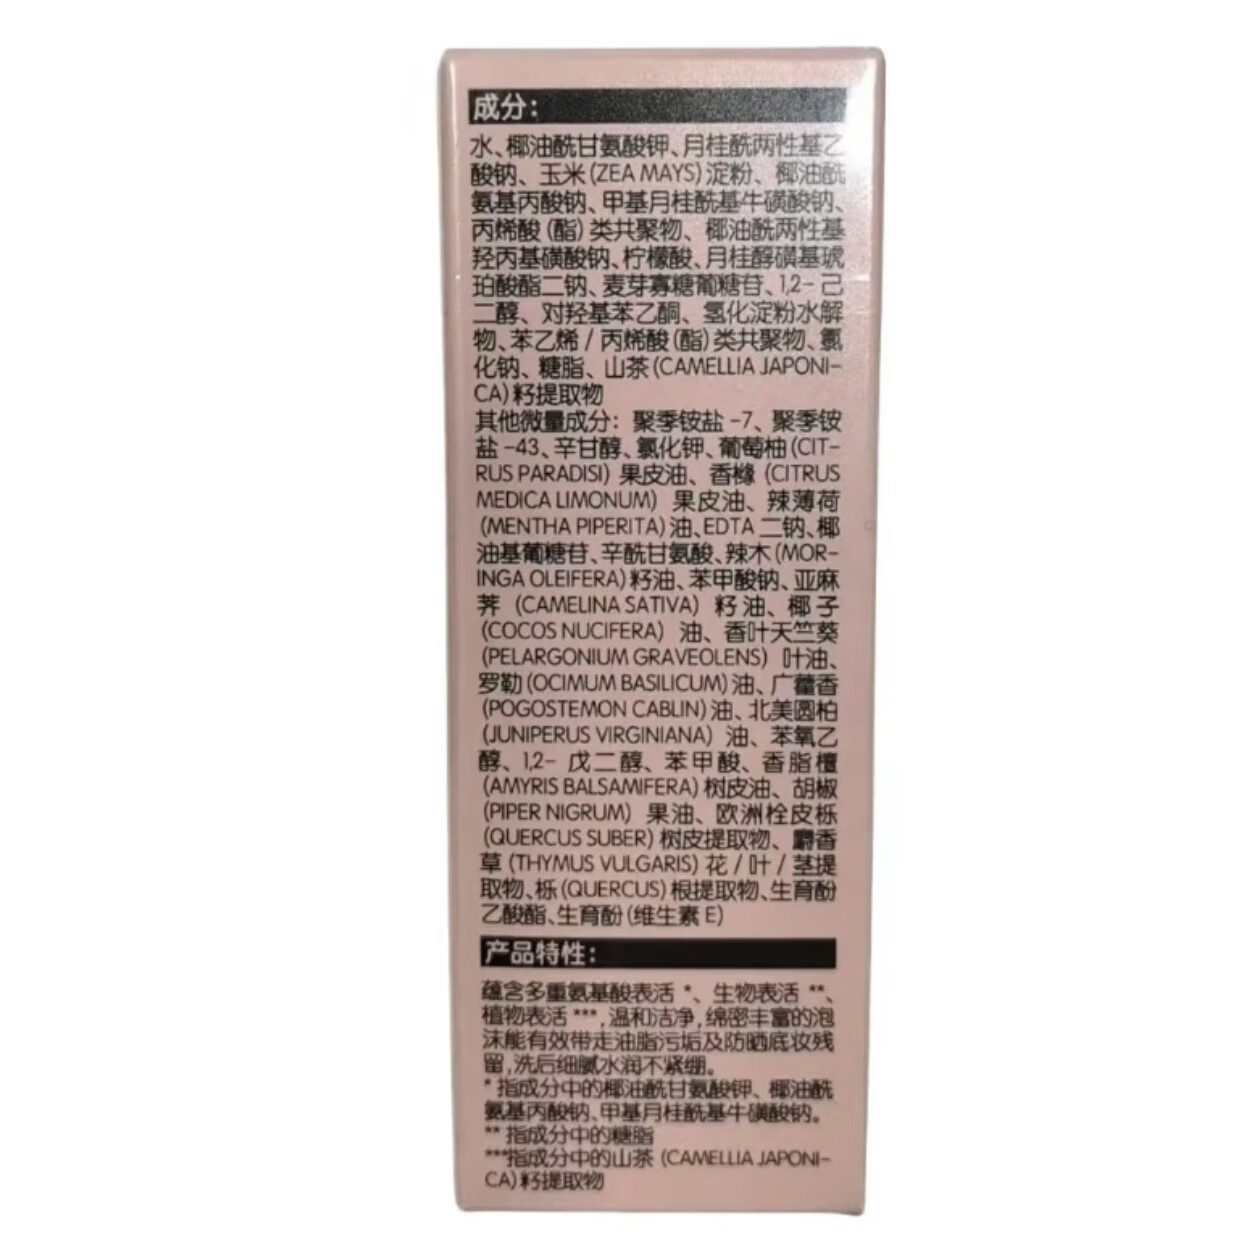 成分：
水、椰油酰甘氨酸钾、月桂酰两性基乙
酸钠、玉米(ZEA MAYS)淀粉、椰油酰
氨基丙酸钠、甲基月桂酰基牛磺酸钠、
丙烯酸(酯)类共聚物、椰油酰两性基
羟丙基磺酸钠、柠檬酸、月桂醇磺基琥
珀酸酯二钠、麦芽寡糖葡糖苷、1,2-己
二醇、对羟基苯乙酮、氢化淀粉水解
物、苯乙烯/丙烯酸(酯)类共聚物、氯
化钠、糖脂、山茶(CAMELLIA JAPONI-
CA)籽提取物
其他微量成分：聚季铵盐-7、聚季铵
盐-43、辛甘醇、氯化钾、葡萄柚(CIT-
RUS PARADISI)果皮油、香橼(CITRUS
MEDICA LIMONUM)果皮油、辣薄荷
(MENTHA PIPERITA)油、EDTA二钠、椰
油基葡糖苷、辛酰甘氨酸、辣木(MOR-
INGA OLEIFERA)籽油、苯甲酸钠、亚麻
荠(CAMELINA SATIVA)籽油、椰子
(COCOS NUCIFERA)油、香叶天竺葵
(PELARGONIUM GRAVEOLENS)叶油、
罗勒(OCIMUM BASILICUM)油、广藿香
(POGOSTEMON CABLIN)油、北美圆柏
(JUNIPERUS VIRGINIANA)油、苯氧乙
醇、1,2-戊二醇、苯甲酸、香脂檀
(AMYRIS BALSAMIFERA)树皮油、胡椒
(PIPER NIGRUM)果油、欧洲栓皮栎
(QUERCUS SUBER)树皮提取物、麝香
草(THYMUS VULGARIS)花/叶/茎提
取物、栎(QUERCUS)根提取物、生育酚
乙酸酯、生育酚(维生素E)
产品特性：
蕴含多重氨基酸表活*、生物表活**、
植物表活***,温和洁净,绵密丰富的泡
沫能有效带走油脂污垢及防晒底妆残
留,洗后细腻水润不紧绷。
*指成分中的椰油酰甘氨酸钾、椰油酰
氨基丙酸钠、甲基月桂酰基牛磺酸钠。
**指成分中的糖脂
***指成分中的山茶(CAMELLIA JAPONI-
CA)籽提取物